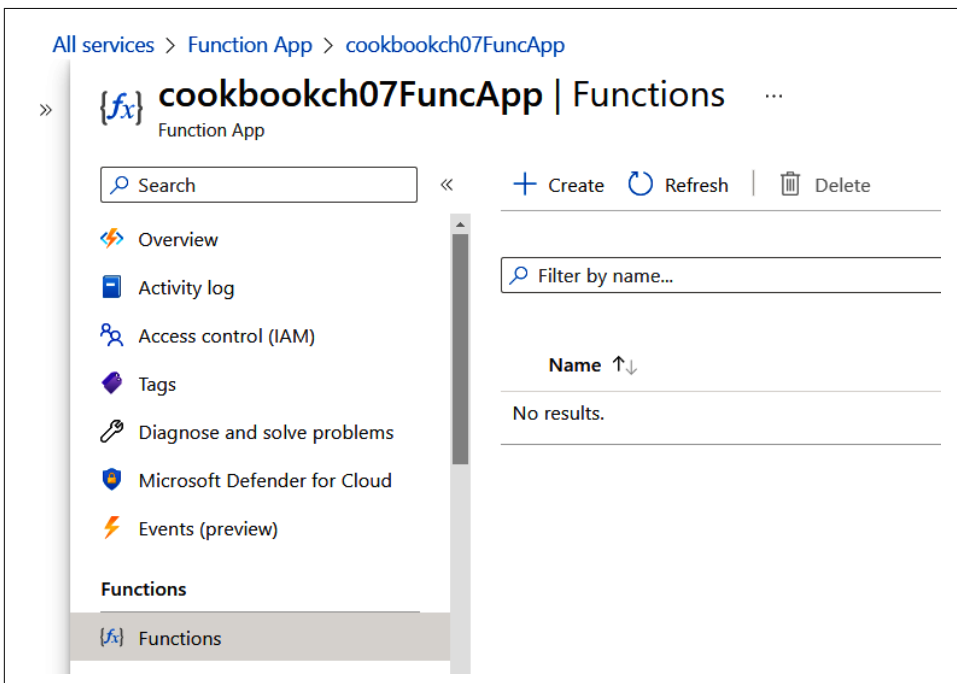 All services > Function App > cookbookch07FuncApp
» {fx} cookbookch07FuncApp | Functions ...
Function App
Search «
+ Create Refresh | Delete
Overview
Filter by name...
Activity log
Access control (IAM)
Name ↑↓
Tags
No results.
Diagnose and solve problems
Microsoft Defender for Cloud
Events (preview)
Functions
{fx} Functions